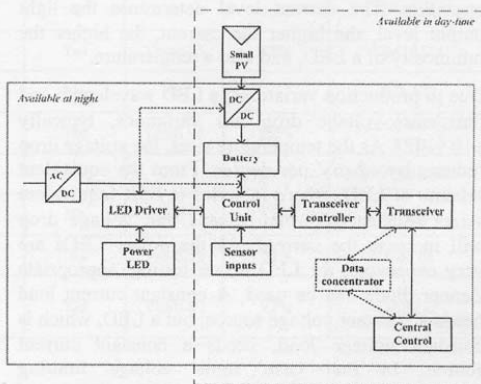 Available in day-time
Small
PV
Available at night
DC
DC
Battery
AC
DC
LED Driver
Control
Unit
Transceiver
controller
Transceiver
Power
LED
Sensor
inputs
Data
concentrator
Central
Control